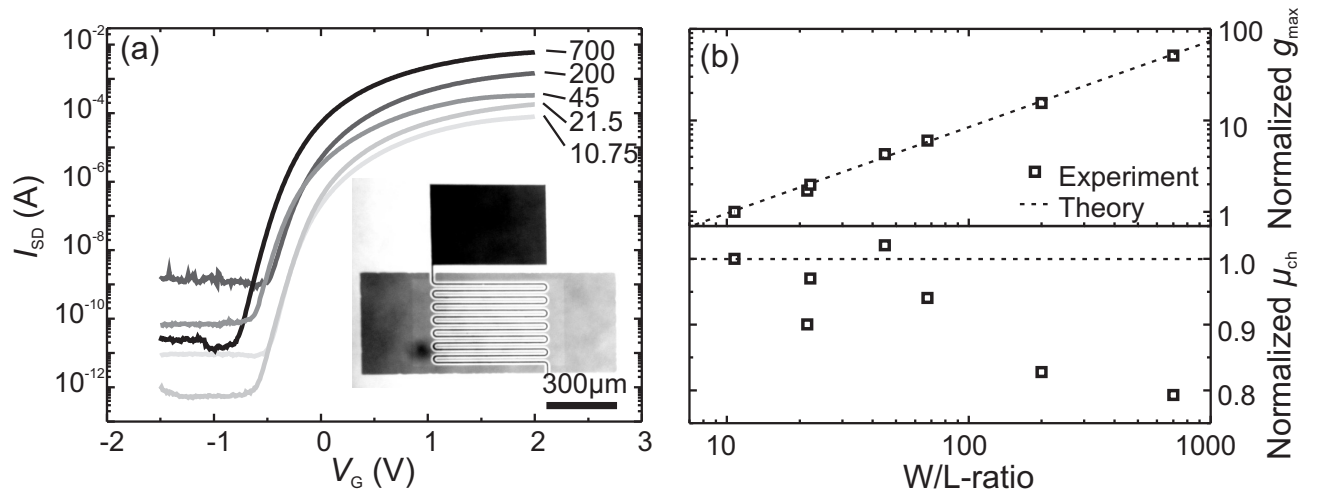 (a)
10⁻²
10⁻⁴
10⁻⁶
10⁻⁸
10⁻¹⁰
10⁻¹²
I_SD (A)
-2 -1 0 1 2 3
V_G (V)
700
200
45
21.5
10.75
300µm
(b)
100
10
1
Normalized g_max
Experiment
Theory
1.0
0.9
0.8
Normalized µ_ch
10 100 1000
W/L-ratio